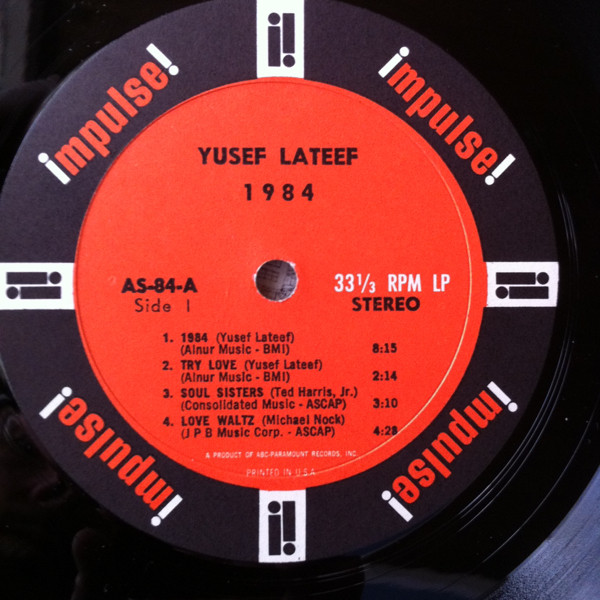 impulse!
impulse!
YUSEF LATEEF
1984
AS-84-A
Side 1
33 1/3 RPM LP
STEREO
1. 1984 (Yusef Lateef)
(Alnur Music - BMI) 8:15
2. TRY LOVE (Yusef Lateef)
(Alnur Music - BMI) 2:14
3. SOUL SISTERS (Ted Harris, Jr.)
(Consolidated Music - ASCAP) 3:10
4. LOVE WALTZ (Michael Nock)
(J P B Music Corp. - ASCAP) 4:28
A PRODUCT OF ABC-PARAMOUNT RECORDS, INC.
PRINTED IN U.S.A.
impulse!
impulse!